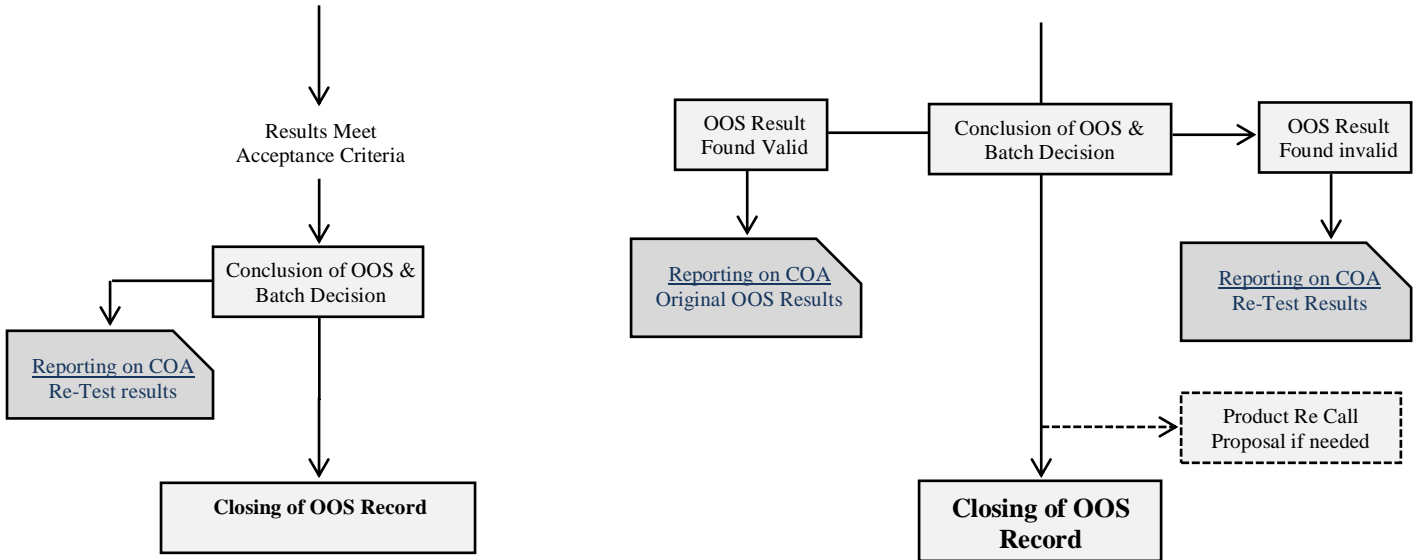 Results Meet
Acceptance Criteria
Conclusion of OOS &
Batch Decision
Reporting on COA
Re-Test results
Closing of OOS Record
OOS Result
Found Valid
Conclusion of OOS &
Batch Decision
OOS Result
Found invalid
Reporting on COA
Original OOS Results
Reporting on COA
Re-Test Results
Product Re Call
Proposal if needed
Closing of OOS
Record